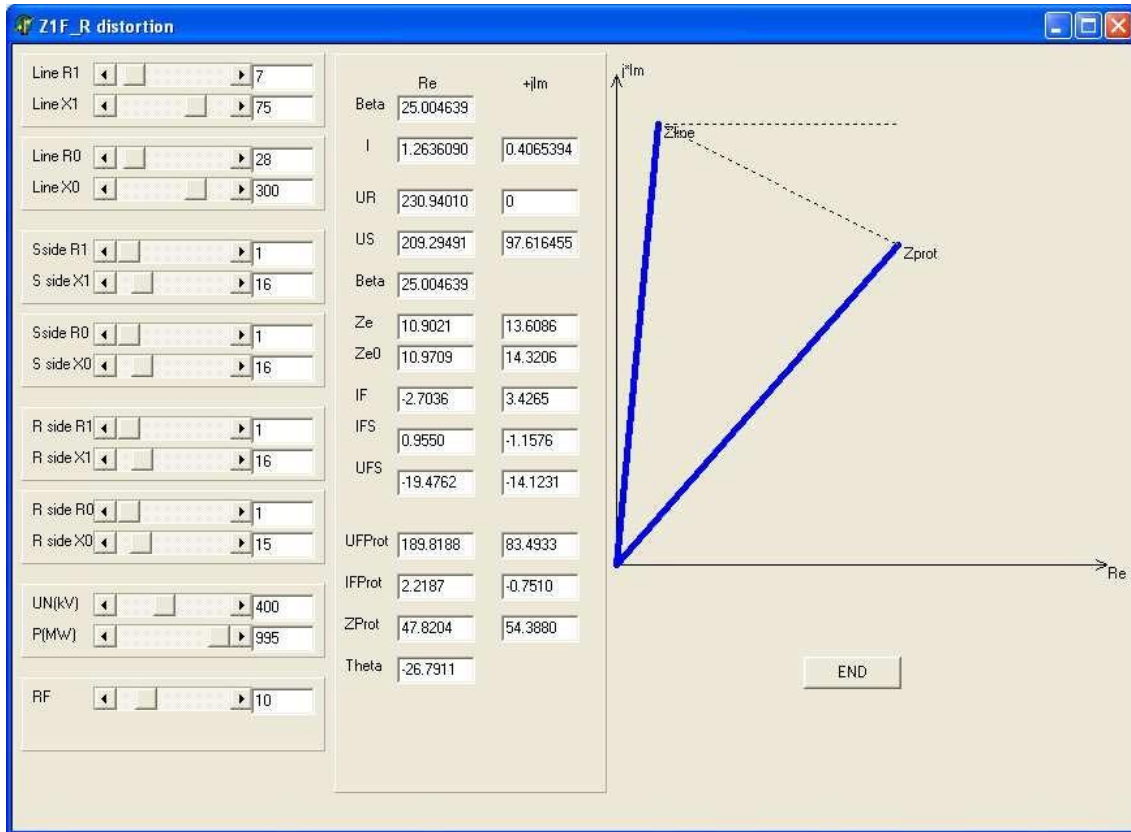 Z1F_R distortion
Line R1 7
Line X1 75
Line R0 28
Line X0 300
Sside R1 1
S side X1 16
Sside R0 1
S side X0 16
R side R1 1
R side X1 16
R side R0 1
R side X0 15
UN(kV) 400
P(MW) 995
RF 10
Re +jIm
Beta 25.004639
I 1.2636090 0.4065394
UR 230.94010 0
US 209.29491 97.616455
Beta 25.004639
Ze 10.9021 13.6086
Ze0 10.9709 14.3206
IF -2.7036 3.4265
IFS 0.9550 -1.1576
UFS -19.4762 -14.1231
UFProt 189.8188 83.4933
IFProt 2.2187 -0.7510
ZProt 47.8204 54.3880
Theta -26.7911
j*Im
Zline
Zprot
Re
END